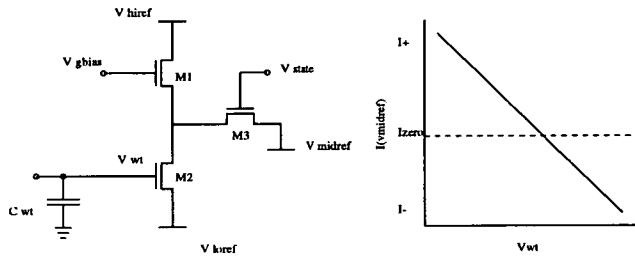 V hiref
V gbias
M1
V state
M3
V midref
V wt
M2
C wt
V loref
I+
I(vmidref)
Izero
I-
Vwt